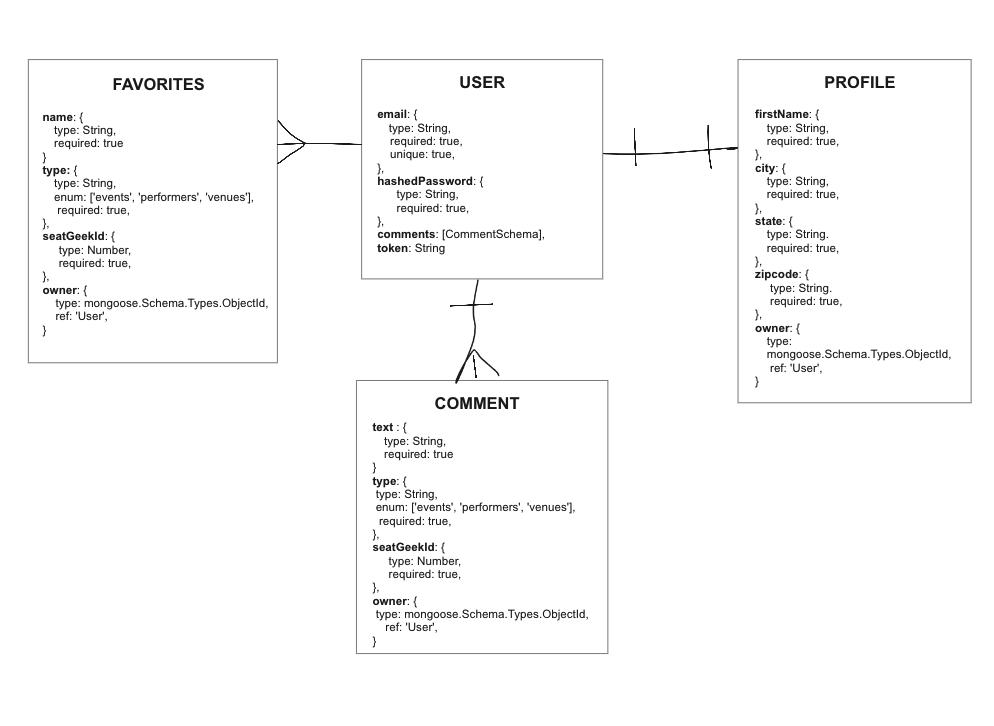 FAVORITES
name: {
type: String,
required: true
}
type: {
type: String,
enum: ['events', 'performers', 'venues'],
required: true,
},
seatGeekId: {
type: Number,
required: true,
},
owner: {
type: mongoose.Schema.Types.ObjectId,
ref: 'User',
}
USER
email: {
type: String,
required: true,
unique: true,
},
hashedPassword: {
type: String,
required: true,
},
comments: [CommentSchema],
token: String
PROFILE
firstName: {
type: String,
required: true,
},
city: {
type: String,
required: true,
},
state: {
type: String.
required: true,
},
zipcode: {
type: String.
required: true,
},
owner: {
type:
mongoose.Schema.Types.ObjectId,
ref: 'User',
}
COMMENT
text : {
type: String,
required: true
}
type: {
type: String,
enum: ['events', 'performers', 'venues'],
required: true,
},
seatGeekId: {
type: Number,
required: true,
},
owner: {
type: mongoose.Schema.Types.ObjectId,
ref: 'User',
}